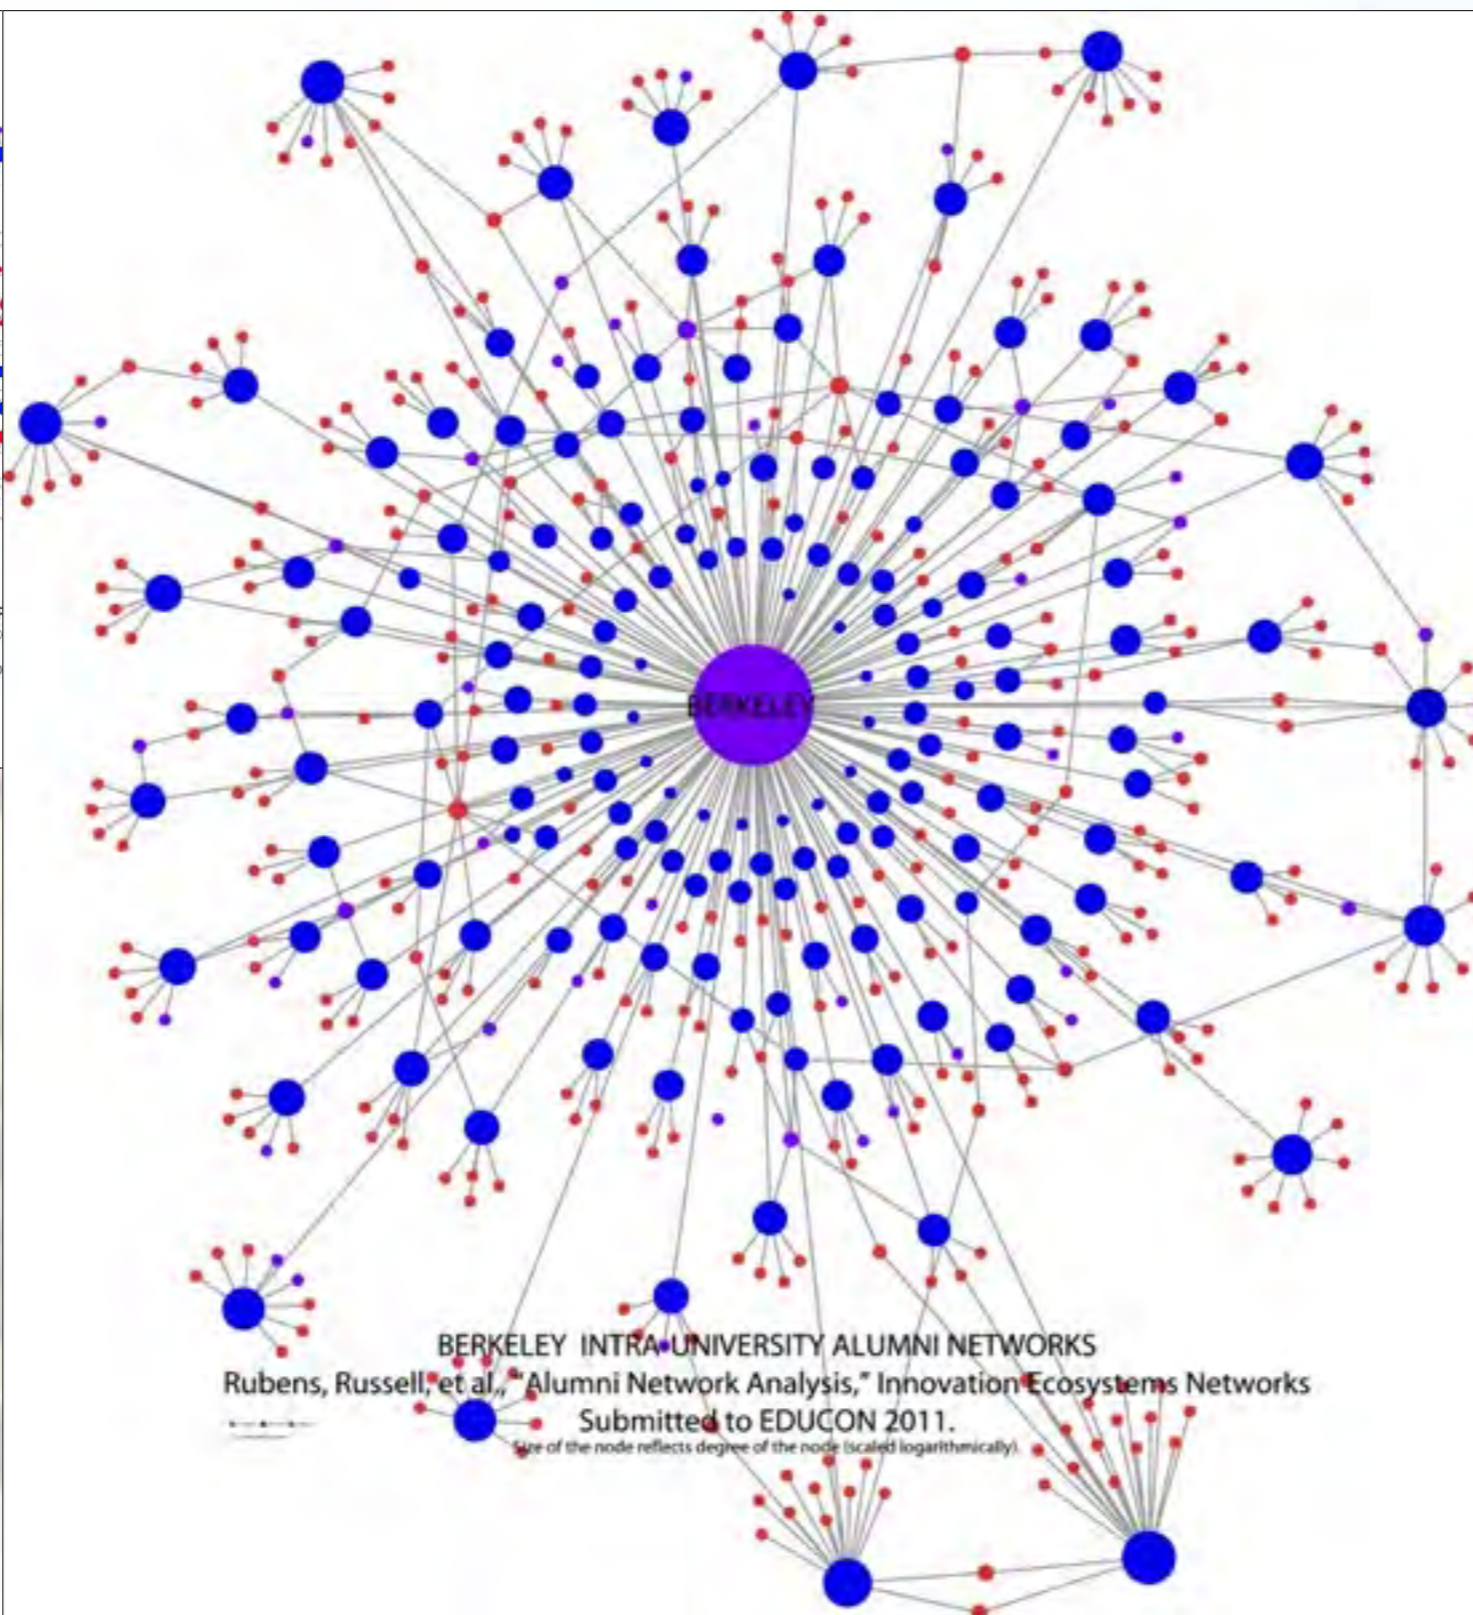 BERKELEY
BERKELEY INTRA-UNIVERSITY ALUMNI NETWORKS
Rubens, Russell, et al., "Alumni Network Analysis," Innovation Ecosystems Networks
Submitted to EDUCON 2011.
Size of the node reflects degree of the node (scaled logarithmically).